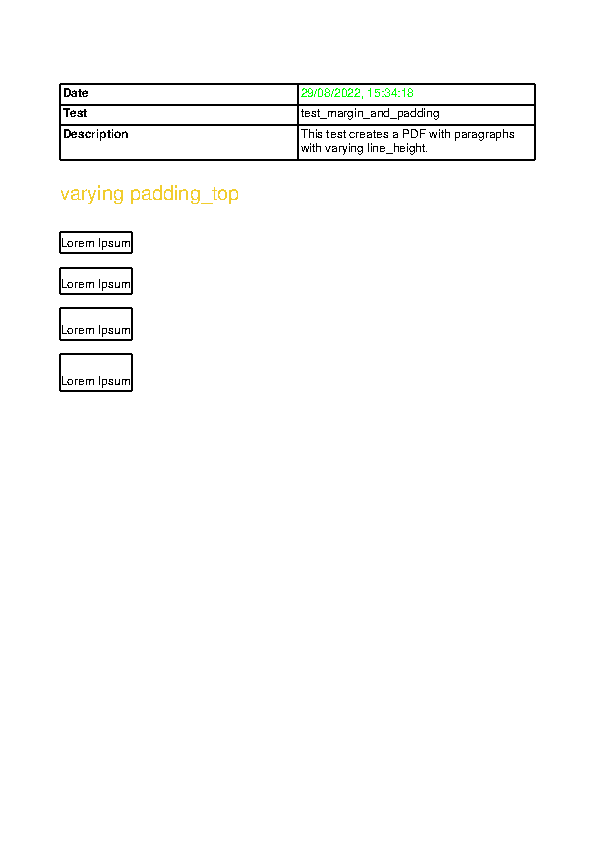 Date 29/08/2022, 15:34:18
Test test_margin_and_padding
Description This test creates a PDF with paragraphs
with varying line_height.
varying padding_top
Lorem Ipsum
Lorem Ipsum
Lorem Ipsum
Lorem Ipsum